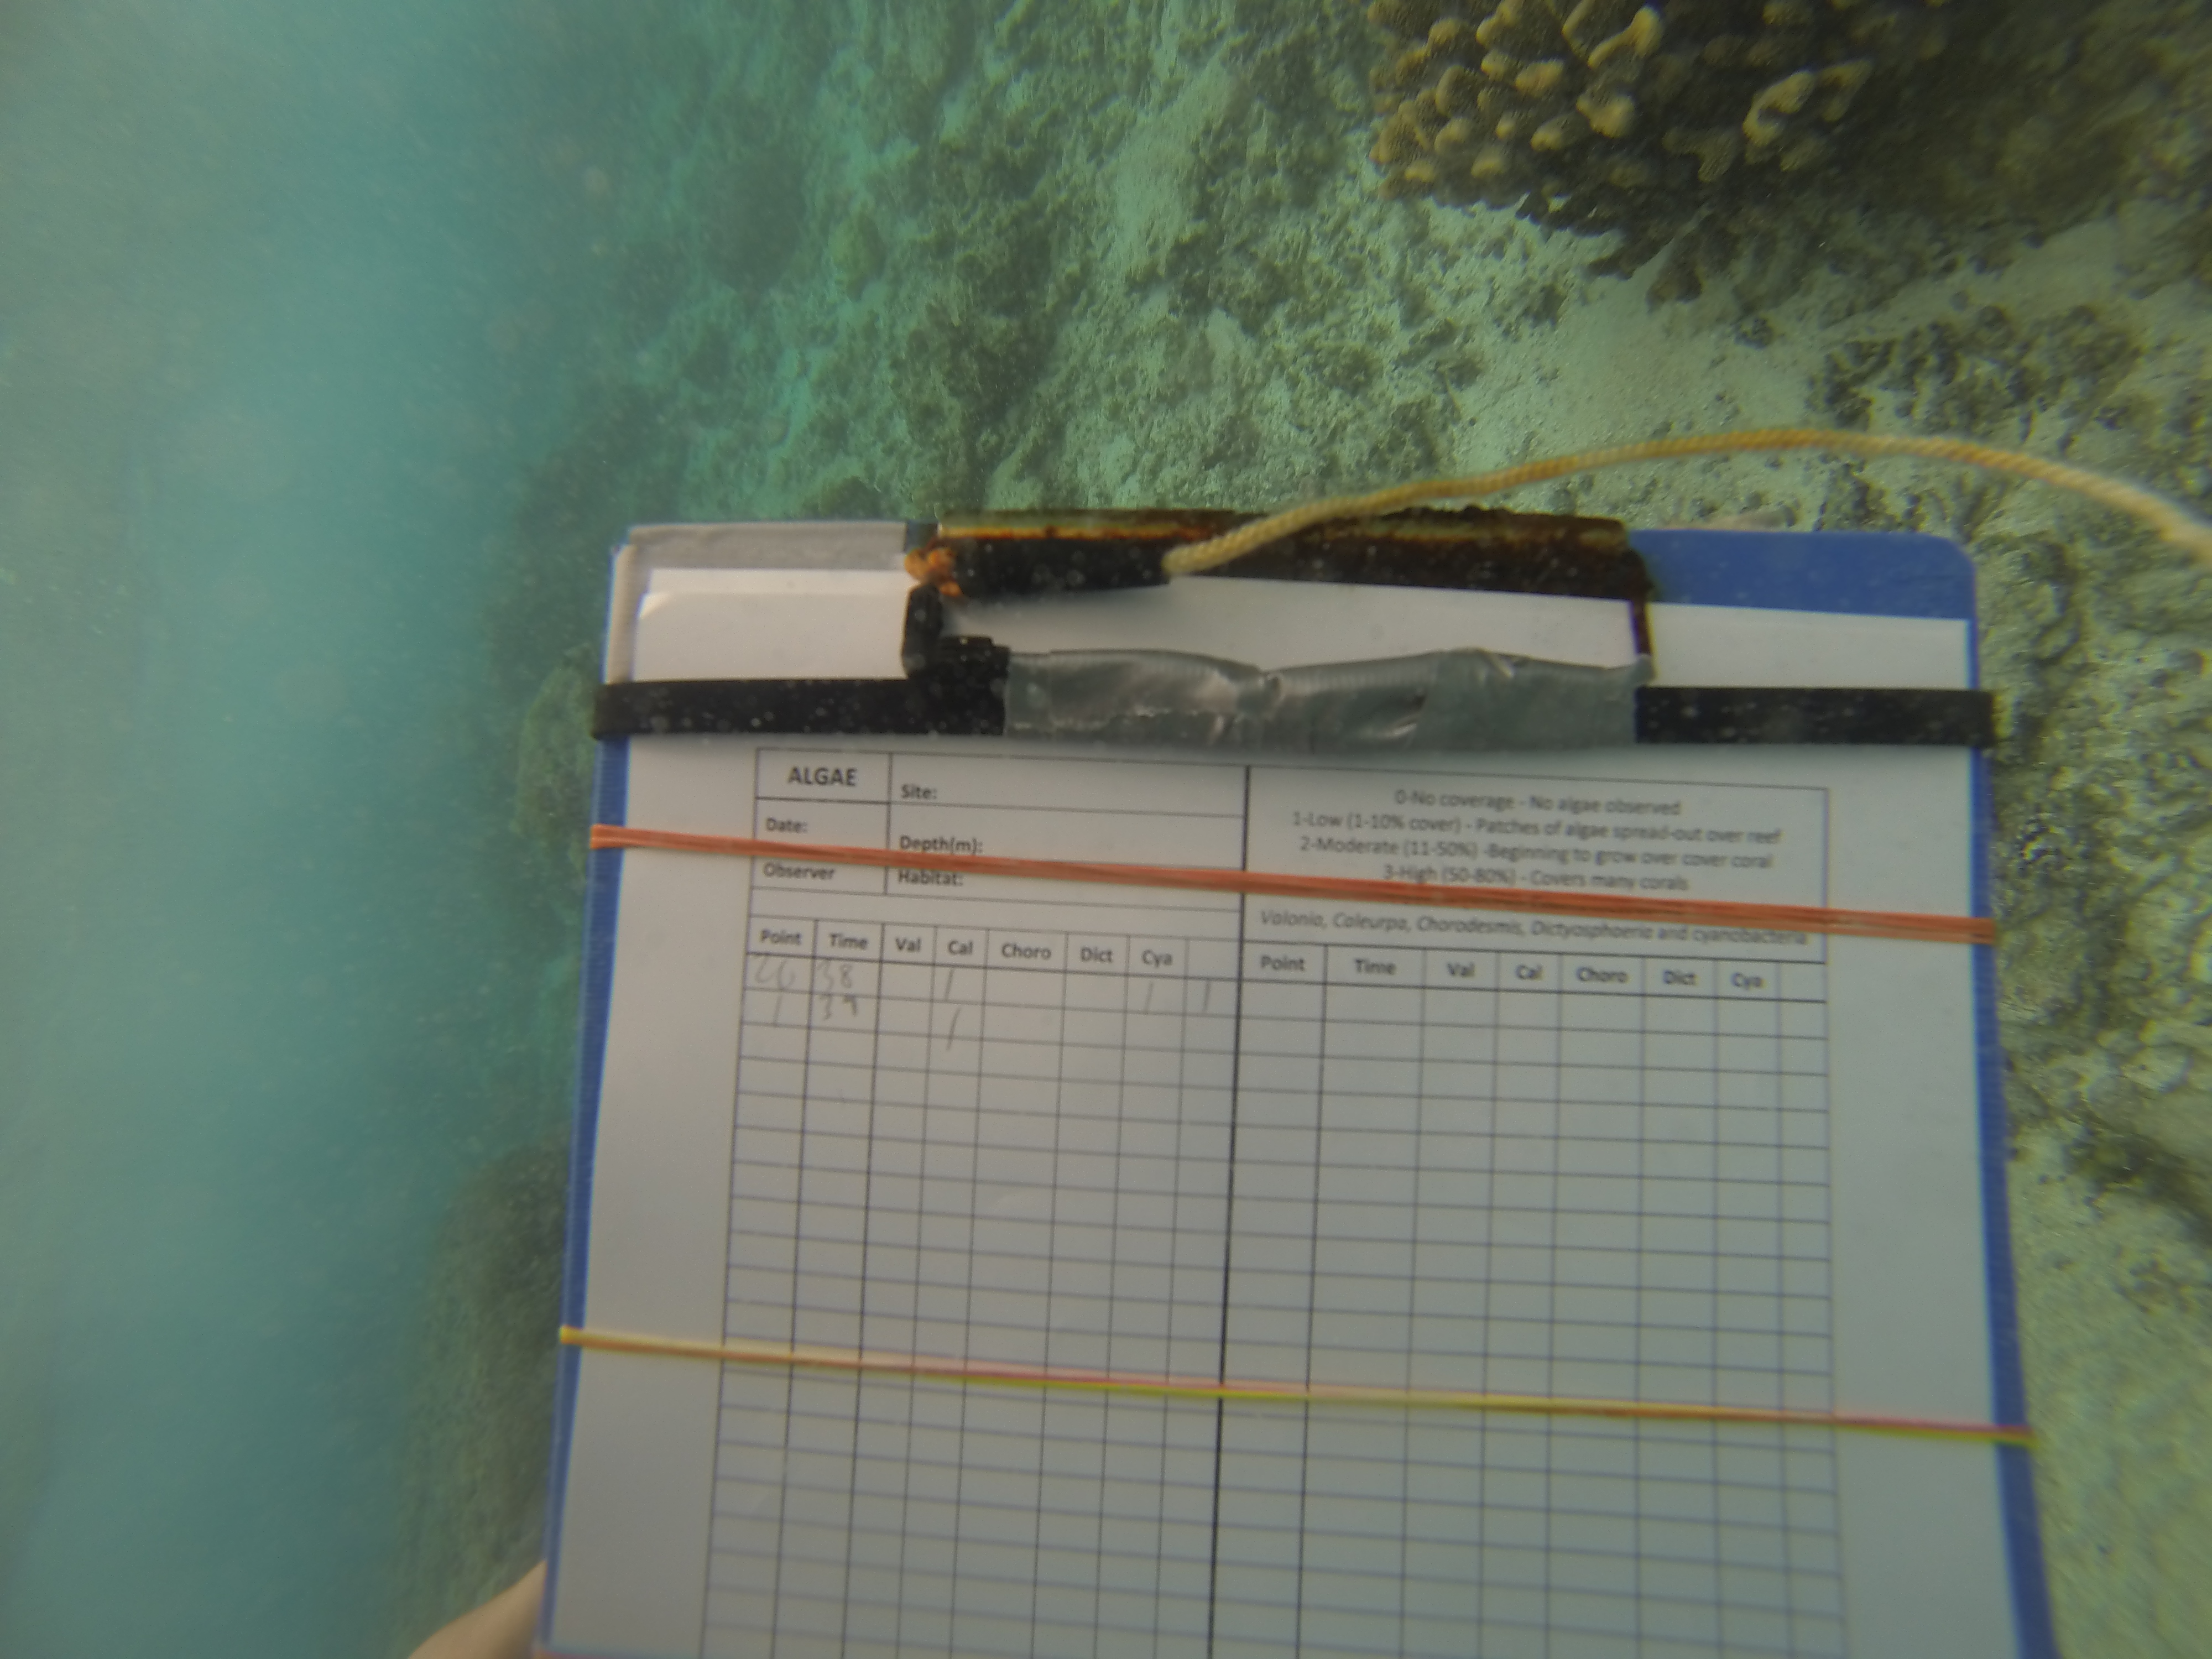 ALGAE
Site:
Date:
Depth(m):
Observer
Habitat:
0-No coverage - No algae observed
1-Low (1-10% cover) - Patches of algae spread-out over reef
2-Moderate (11-50%) -Beginning to grow over cover coral
3-High (50-80%) - Covers many corals
Valonia, Caleurpa, Chorodesmis, Dictyosphaeria and cyanobacteria
Point Time Val Cal Choro Dict Cya
26 38 1 1 1
1 39 1
Point Time Val Cal Choro Dict Cya